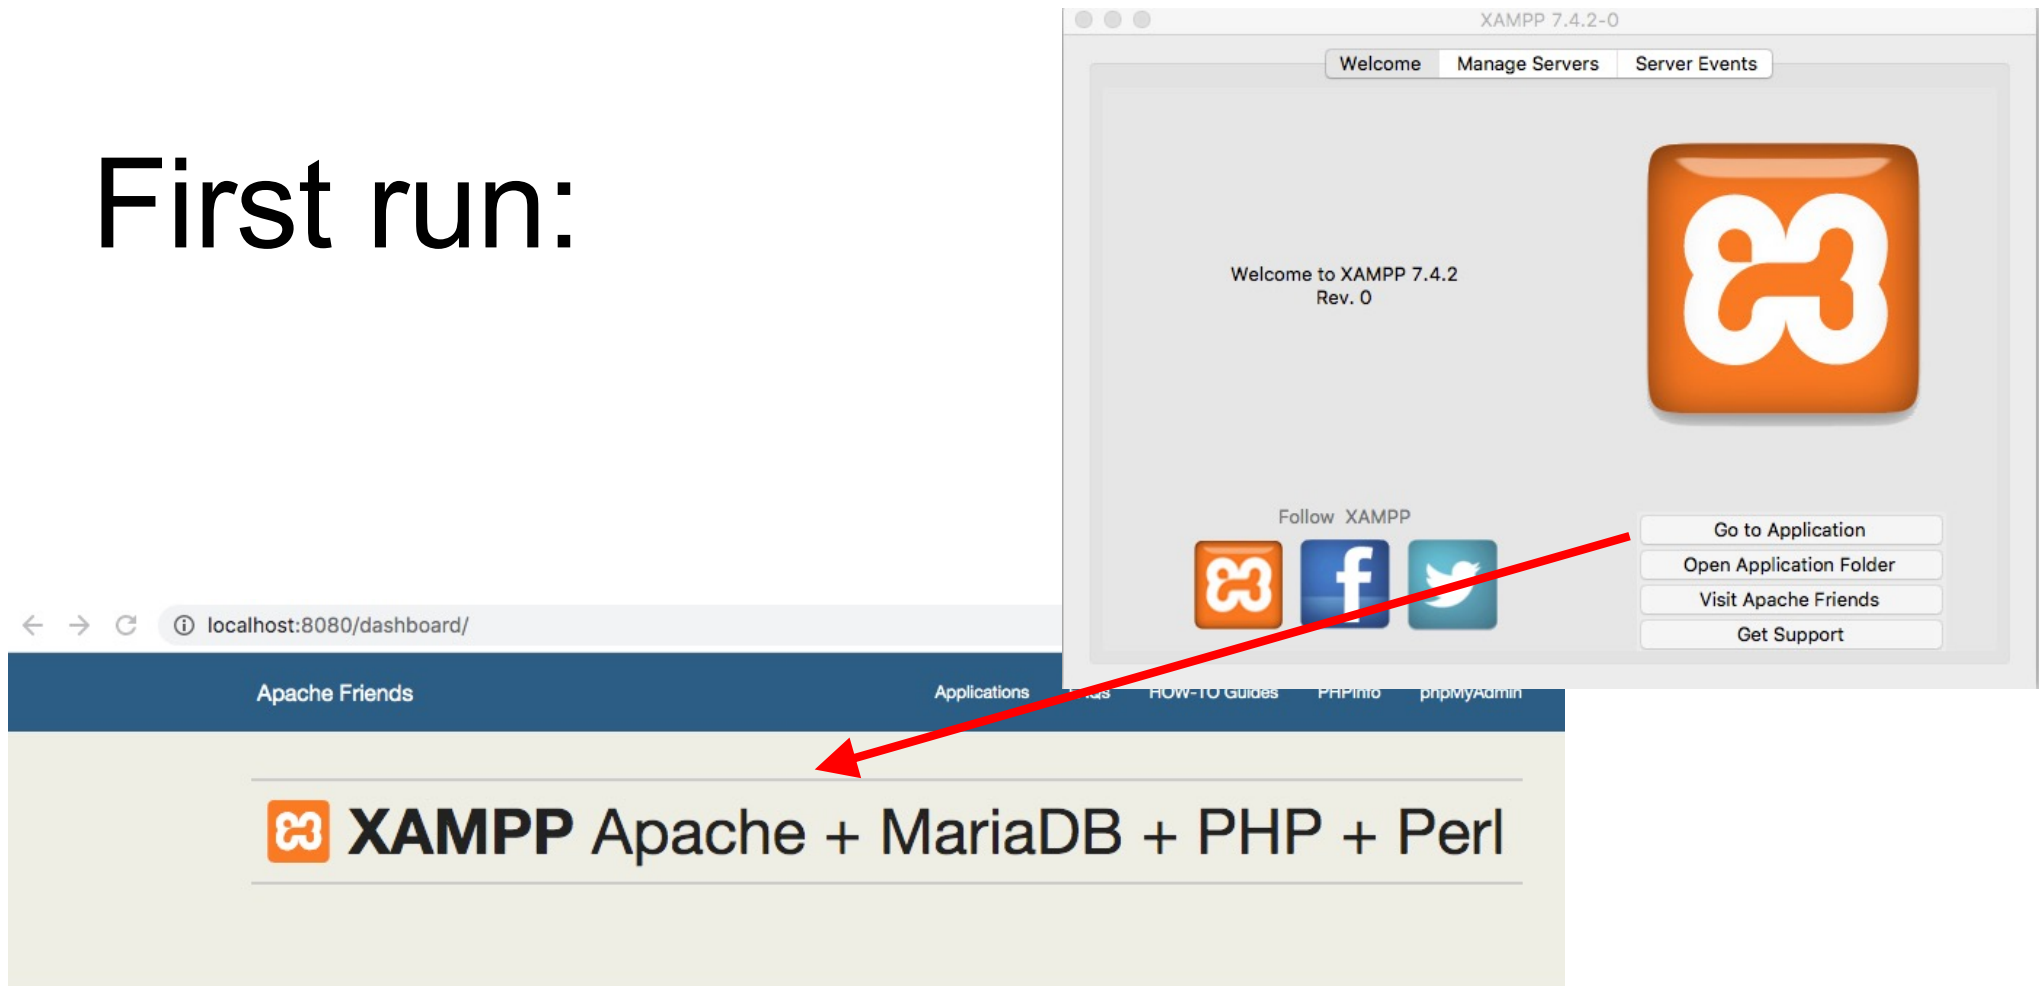 First run:
XAMPP 7.4.2-0
Welcome Manage Servers Server Events
Welcome to XAMPP 7.4.2
Rev. 0
Follow XAMPP
Go to Application
Open Application Folder
Visit Apache Friends
Get Support
localhost:8080/dashboard/
Apache Friends Applications HOW-TO Guides PHPInfo phpMyAdmin
XAMPP Apache + MariaDB + PHP + Perl